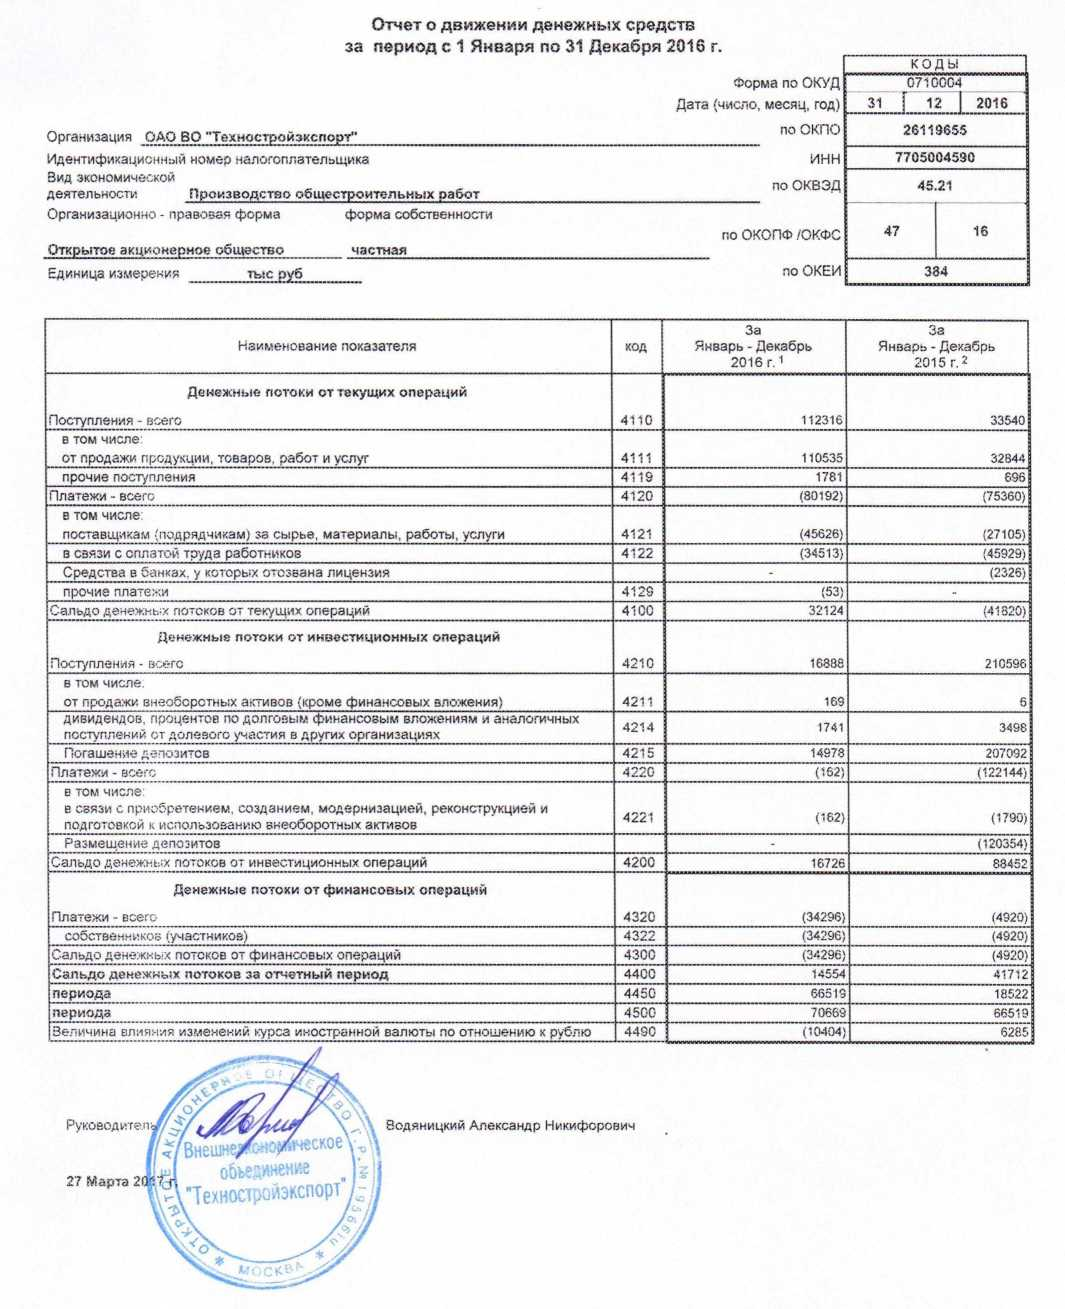 Отчет о движении денежных средств
за период с 1 Января по 31 Декабря 2016 г.
КОДЫ
Форма по ОКУД 0710004
Дата (число, месяц, год) 31 12 2016
Организация ОАО ВО "Техностройэкспорт" по ОКПО 26119655
Идентификационный номер налогоплательщика ИНН 7705004590
Вид экономической
деятельности Производство общестроительных работ по ОКВЭД 45.21
Организационно - правовая форма форма собственности
по ОКОПФ /ОКФС 47 16
Открытое акционерное общество частная
Единица измерения тыс руб по ОКЕИ 384
Наименование показателя код За Январь - Декабрь 2016 г. 1 За Январь - Декабрь 2015 г. 2
Денежные потоки от текущих операций
Поступления - всего 4110 112316 33540
в том числе:
от продажи продукции, товаров, работ и услуг 4111 110535 32844
прочие поступления 4119 1781 696
Платежи - всего 4120 (80192) (75360)
в том числе:
поставщикам (подрядчикам) за сырье, материалы, работы, услуги 4121 (45626) (27105)
в связи с оплатой труда работников 4122 (34513) (45929)
Средства в банках, у которых отозвана лицензия - (2326)
прочие платежи 4129 (53) -
Сальдо денежных потоков от текущих операций 4100 32124 (41820)
Денежные потоки от инвестиционных операций
Поступления - всего 4210 16888 210596
в том числе:
от продажи внеоборотных активов (кроме финансовых вложения) 4211 169 6
дивидендов, процентов по долговым финансовым вложениям и аналогичных
поступлений от долевого участия в других организациях 4214 1741 3498
Погашение депозитов 4215 14978 207092
Платежи - всего 4220 (162) (122144)
в том числе:
в связи с приобретением, созданием, модернизацией, реконструкцией и
подготовкой к использованию внеоборотных активов 4221 (162) (1790)
Размещение депозитов - (120354)
Сальдо денежных потоков от инвестиционных операций 4200 16726 88452
Денежные потоки от финансовых операций
Платежи - всего 4320 (34296) (4920)
собственников (участников) 4322 (34296) (4920)
Сальдо денежных потоков от финансовых операций 4300 (34296) (4920)
Сальдо денежных потоков за отчетный период 4400 14554 41712
периода 4450 66519 18522
периода 4500 70669 66519
Величина влияния изменений курса иностранной валюты по отношению к рублю 4490 (10404) 6285
Руководитель Водяницкий Александр Никифорович
27 Марта 2017 г.
ОТКРЫТОЕ АКЦИОНЕРНОЕ ОБЩЕСТВО
Внешнеэкономическое
объединение
"Техностройэкспорт"
МОСКВА